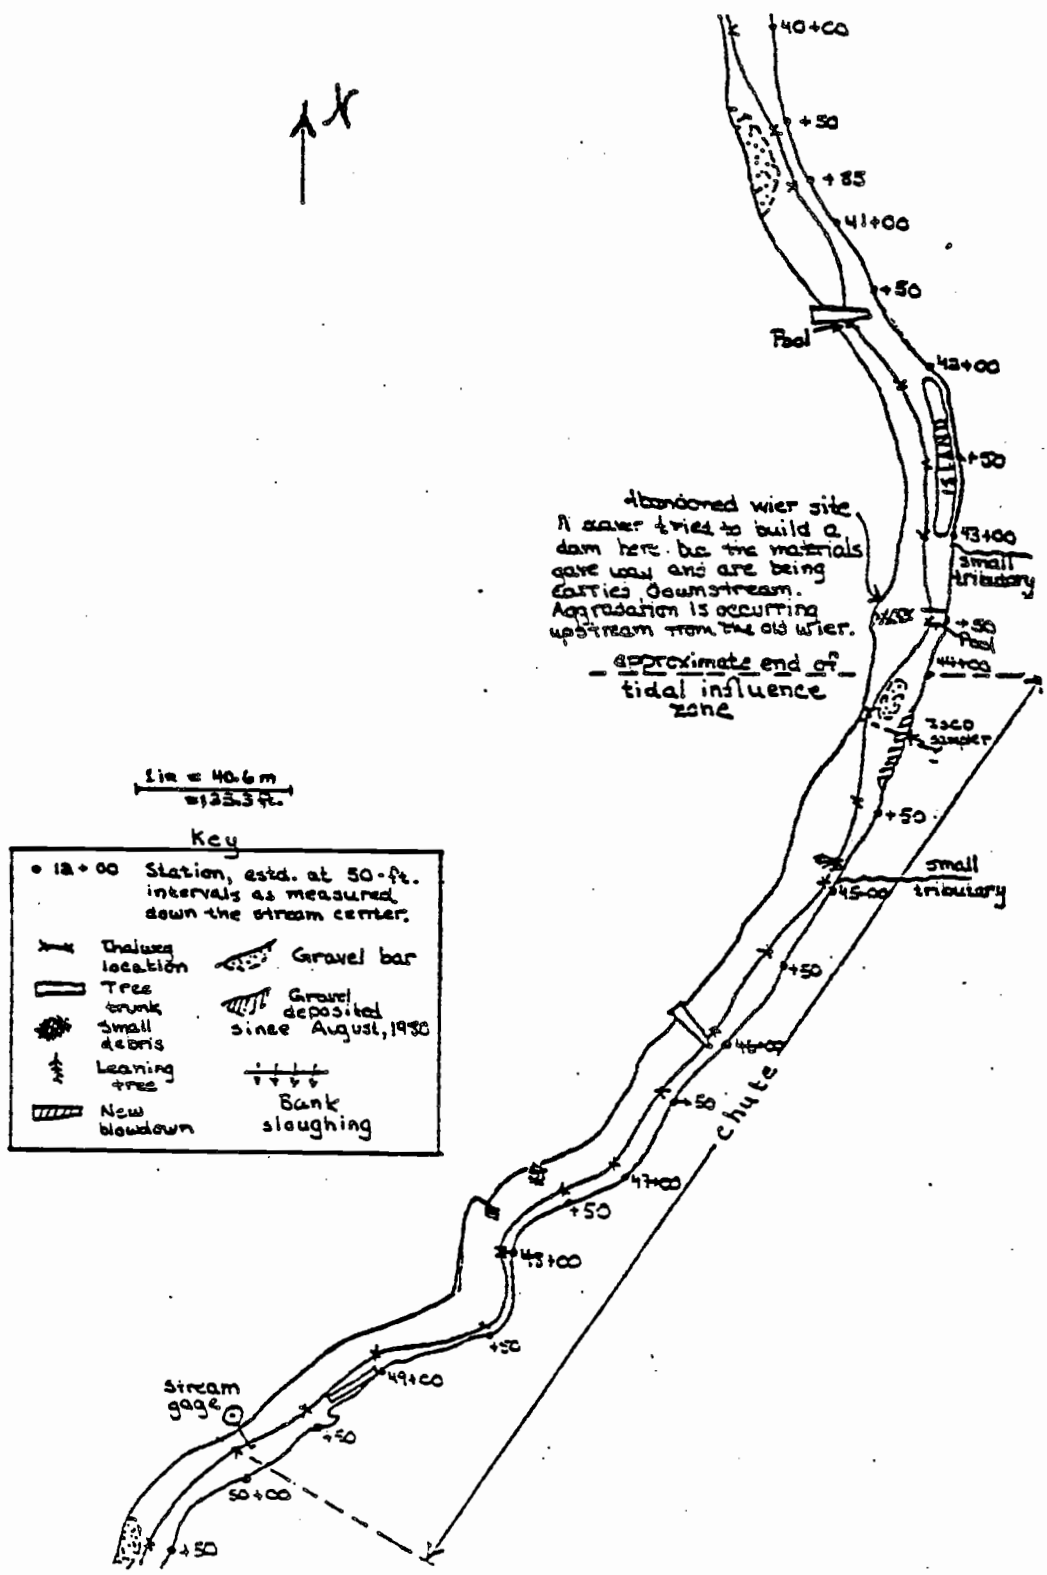 N
40+00
+50
+85
41+00
+50
Pool
42+00
ISLAND
+50
Abandoned wier site.
A beaver tried to build a
dam here but the materials
gave way and are being
carried downstream.
Aggradation is occurring
upstream from the old wier.
43+00
small
tributary
+50
Pool
44+00
approximate end of
tidal influence
zone
ISCO
sampler
+50
small
tributary
45+00
+50
46+00
chute
+50
47+00
+50
48+00
+50
49+00
stream
gage
+50
50+00
+50
1 in = 40.6 m
=133.3 ft.
Key
12+00 Station, estd. at 50-ft.
intervals as measured
down the stream center.
Thalweg
location
Gravel bar
Tree
trunk
Gravel
deposited
since August, 1980
Small
debris
Leaning
tree
New
blowdown
Bank
sloughing